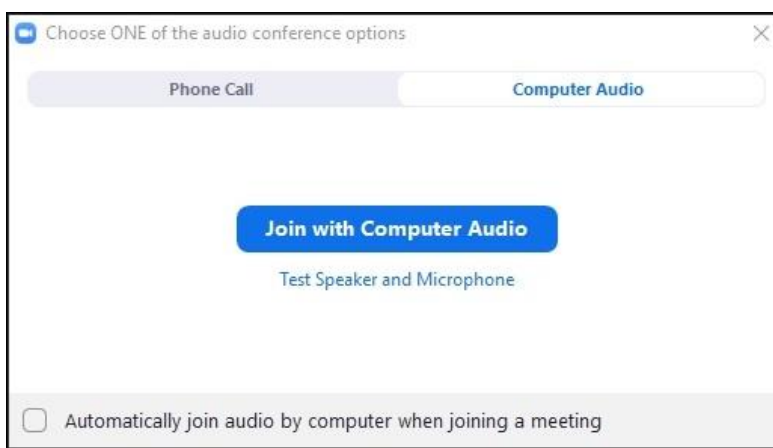 Choose ONE of the audio conference options
Phone Call
Computer Audio
Join with Computer Audio
Test Speaker and Microphone
Automatically join audio by computer when joining a meeting